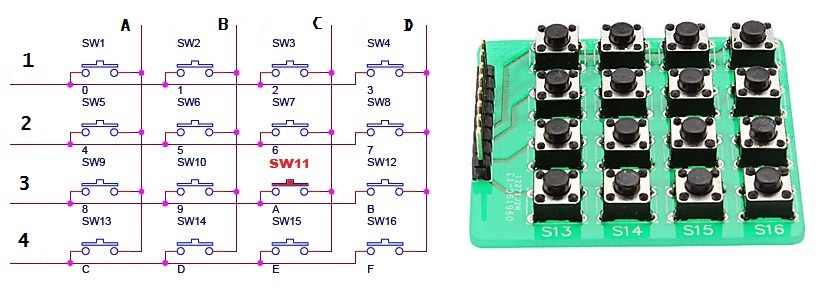 A B C D
SW1 SW2 SW3 SW4
1
0 1 2 3
SW5 SW6 SW7 SW8
2
4 5 6 7
SW9 SW10 SW11 SW12
3
8 9 A B
SW13 SW14 SW15 SW16
4
C D E F
S13 S14 S15 S16